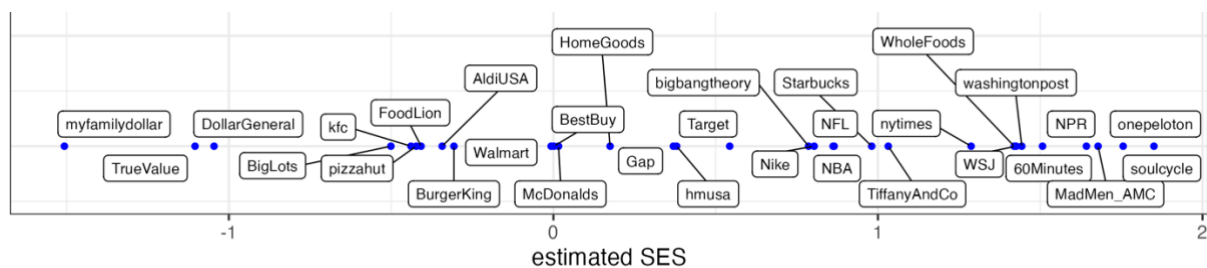 HomeGoods
WholeFoods
AldiUSA
bigbangtheory
Starbucks
washingtonpost
FoodLion
myfamilydollar
DollarGeneral
kfc
BestBuy
Target
NFL
nytimes
NPR
onepeloton
Walmart
TrueValue
BigLots
pizzahut
Gap
Nike
NBA
WSJ
60Minutes
soulcycle
BurgerKing
McDonalds
hmusa
TiffanyAndCo
MadMen_AMC
-1
0
1
2
estimated SES